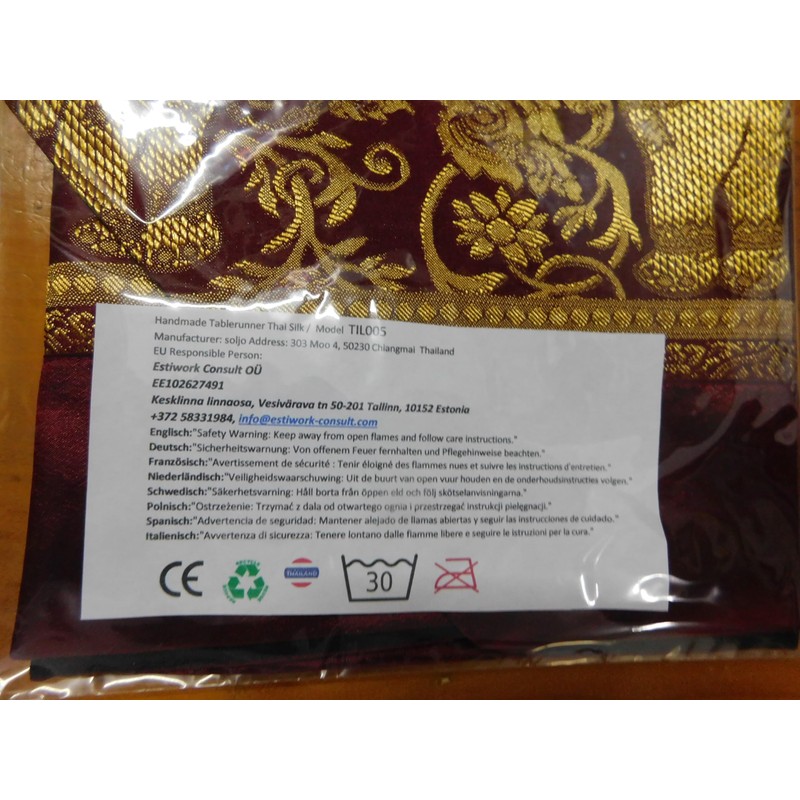 Handmade Tablerunner Thai Silk / Model TIL005
Manufacturer: soljo Address: 303 Moo 4, 50230 Chiangmai Thailand
EU Responsible Person:
Estiwork Consult OÜ
EE102627491
Kesklinna linnaosa, Vesivärava tn 50-201 Tallinn, 10152 Estonia
+372 58331984, info@estiwork-consult.com
Englisch:"Safety Warning: Keep away from open flames and follow care instructions."
Deutsch:"Sicherheitswarnung: Von offenem Feuer fernhalten und Pflegehinweise beachten."
Französisch:"Avertissement de sécurité : Tenir éloigné des flammes nues et suivre les instructions d'entretien."
Niederländisch:"Veiligheidswaarschuwing: Uit de buurt van open vuur houden en de onderhoudsinstructies volgen."
Schwedisch:"Säkerhetsvarning: Håll borta från öppen eld och följ skötselanvisningarna."
Polnisch:"Ostrzeżenie: Trzymać z dala od otwartego ognia i przestrzegać instrukcji pielęgnacji."
Spanisch:"Advertencia de seguridad: Mantener alejado de llamas abiertas y seguir las instrucciones de cuidado."
Italienisch:"Avvertenza di sicurezza: Tenere lontano dalle fiamme libere e seguire le istruzioni per la cura."
CE THAILAND 30